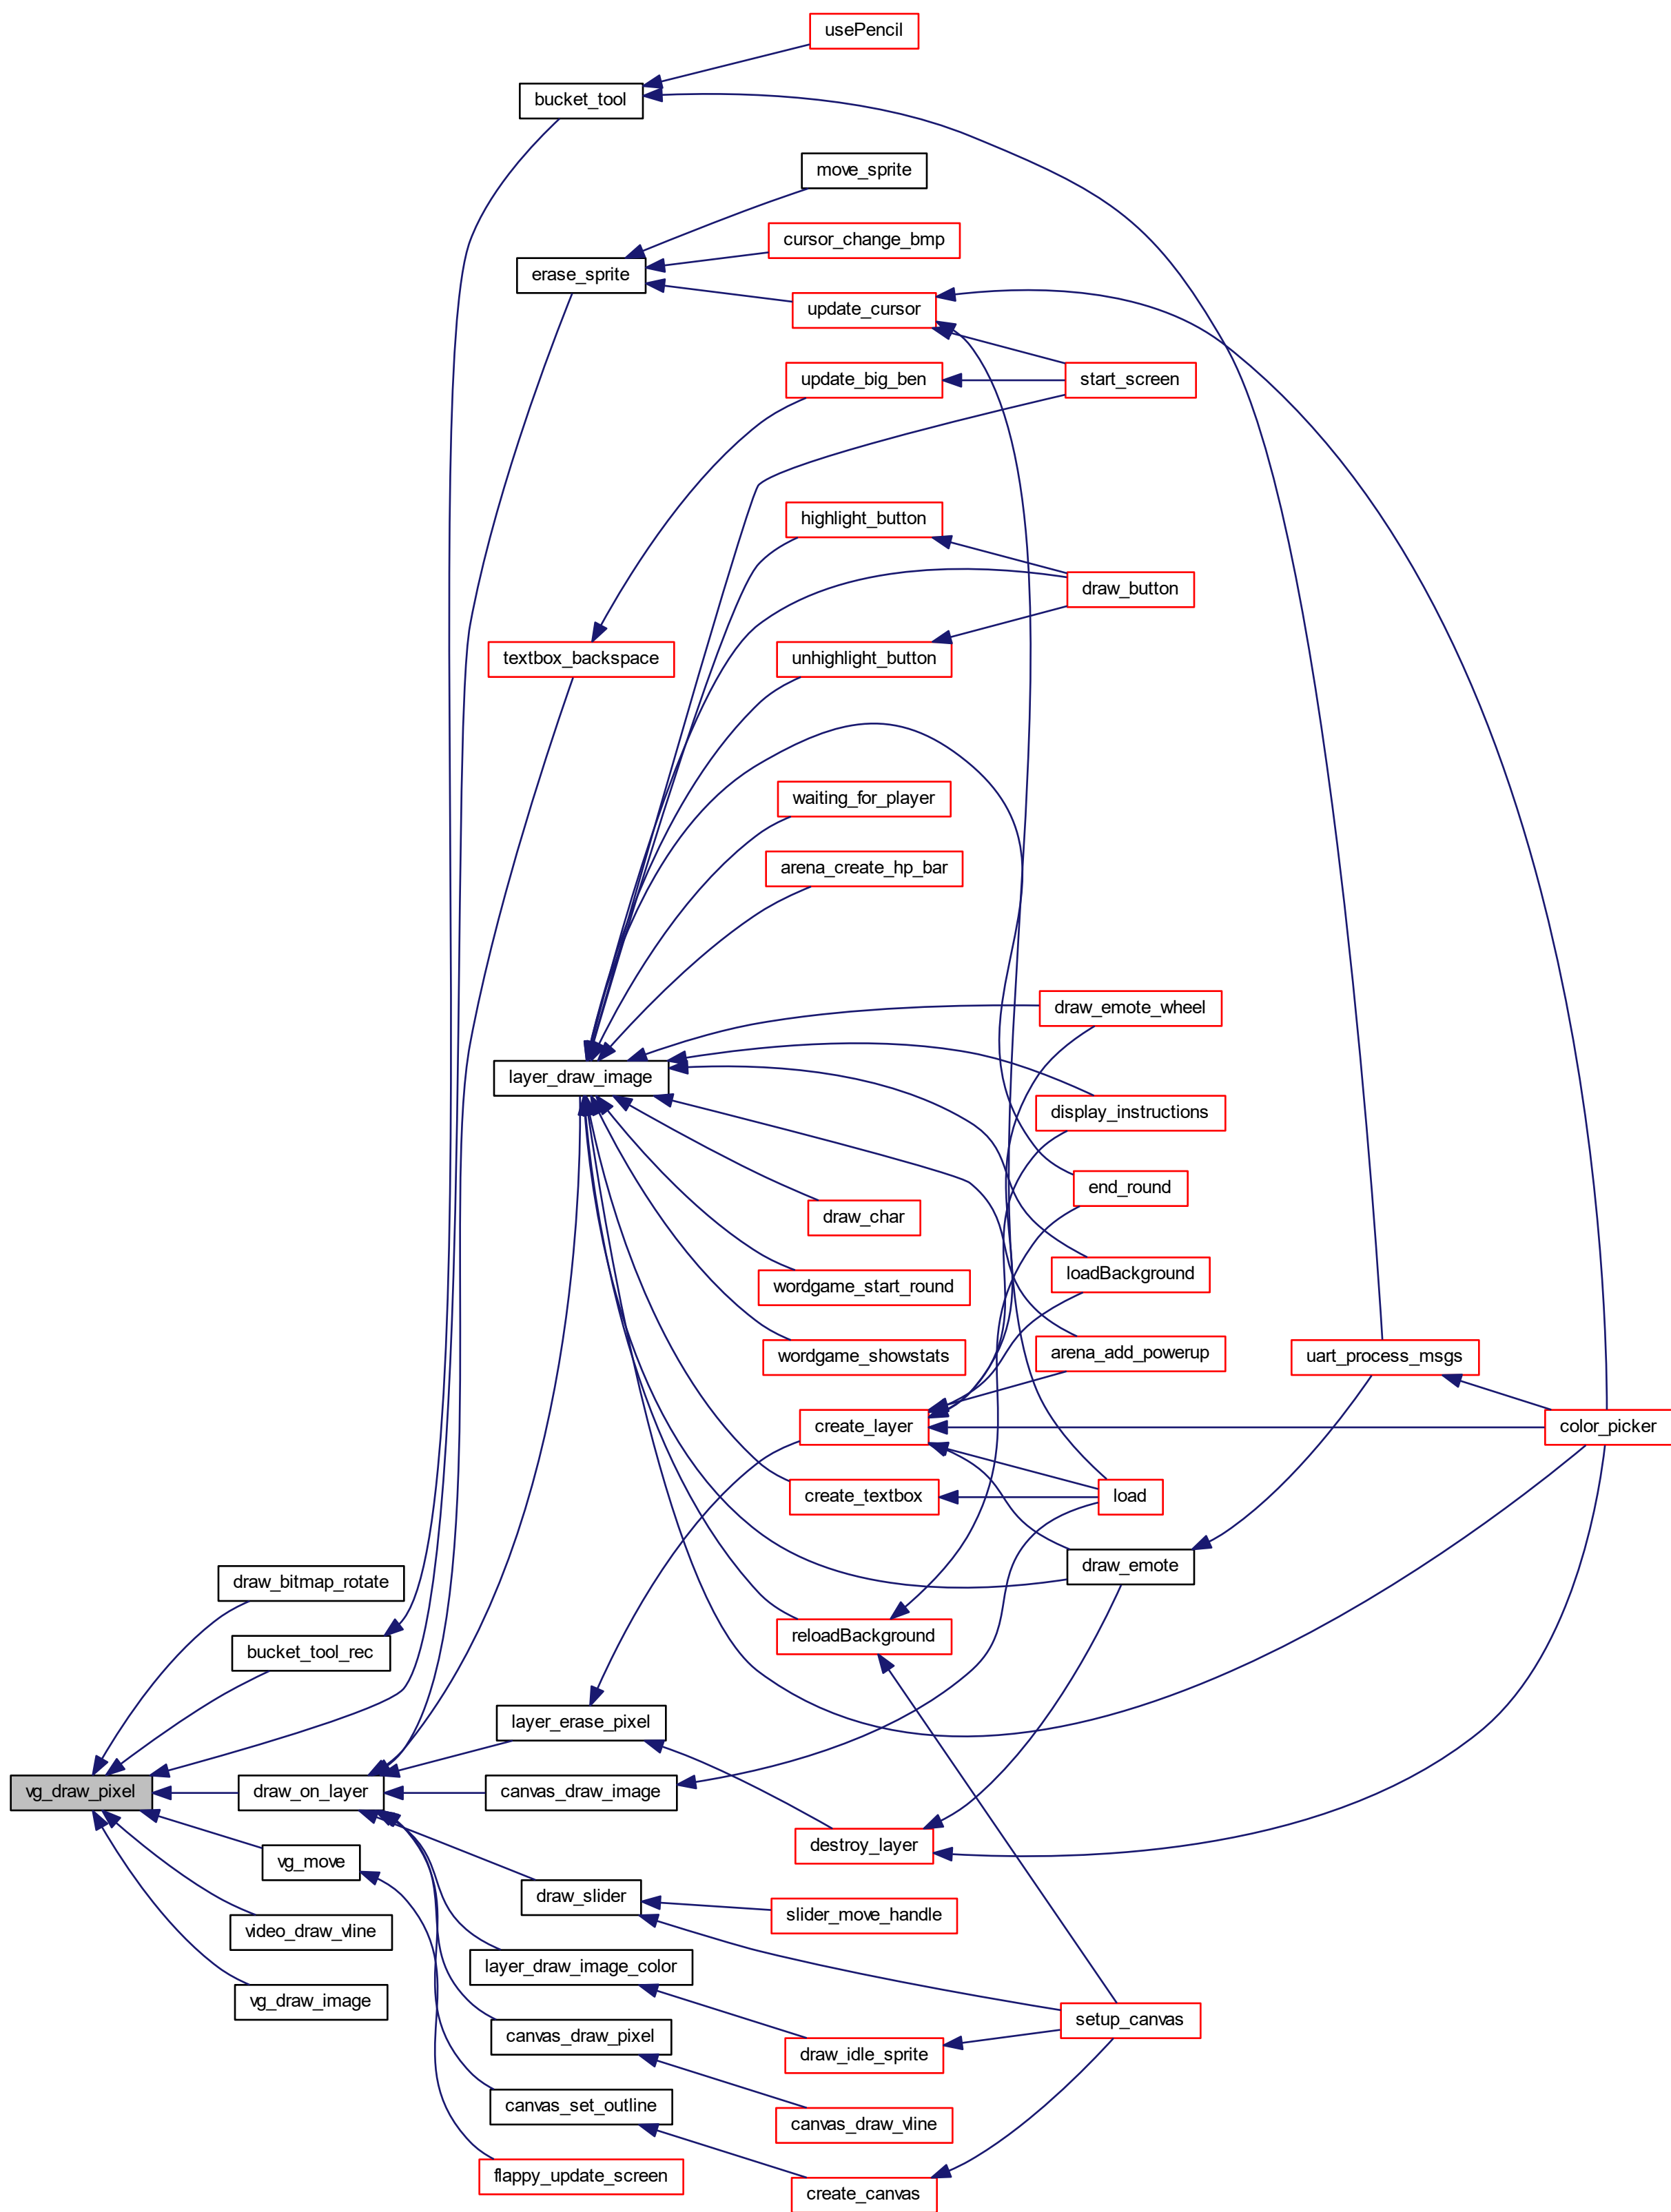 usePencil
bucket_tool
move_sprite
cursor_change_bmp
erase_sprite
update_cursor
update_big_ben
start_screen
highlight_button
draw_button
textbox_backspace
unhighlight_button
waiting_for_player
arena_create_hp_bar
draw_emote_wheel
layer_draw_image
display_instructions
end_round
draw_char
loadBackground
wordgame_start_round
wordgame_showstats
arena_add_powerup
uart_process_msgs
create_layer
color_picker
create_textbox
load
draw_bitmap_rotate
draw_emote
bucket_tool_rec
reloadBackground
layer_erase_pixel
vg_draw_pixel
draw_on_layer
canvas_draw_image
destroy_layer
vg_move
draw_slider
slider_move_handle
video_draw_vline
layer_draw_image_color
vg_draw_image
setup_canvas
canvas_draw_pixel
draw_idle_sprite
canvas_set_outline
canvas_draw_vline
flappy_update_screen
create_canvas